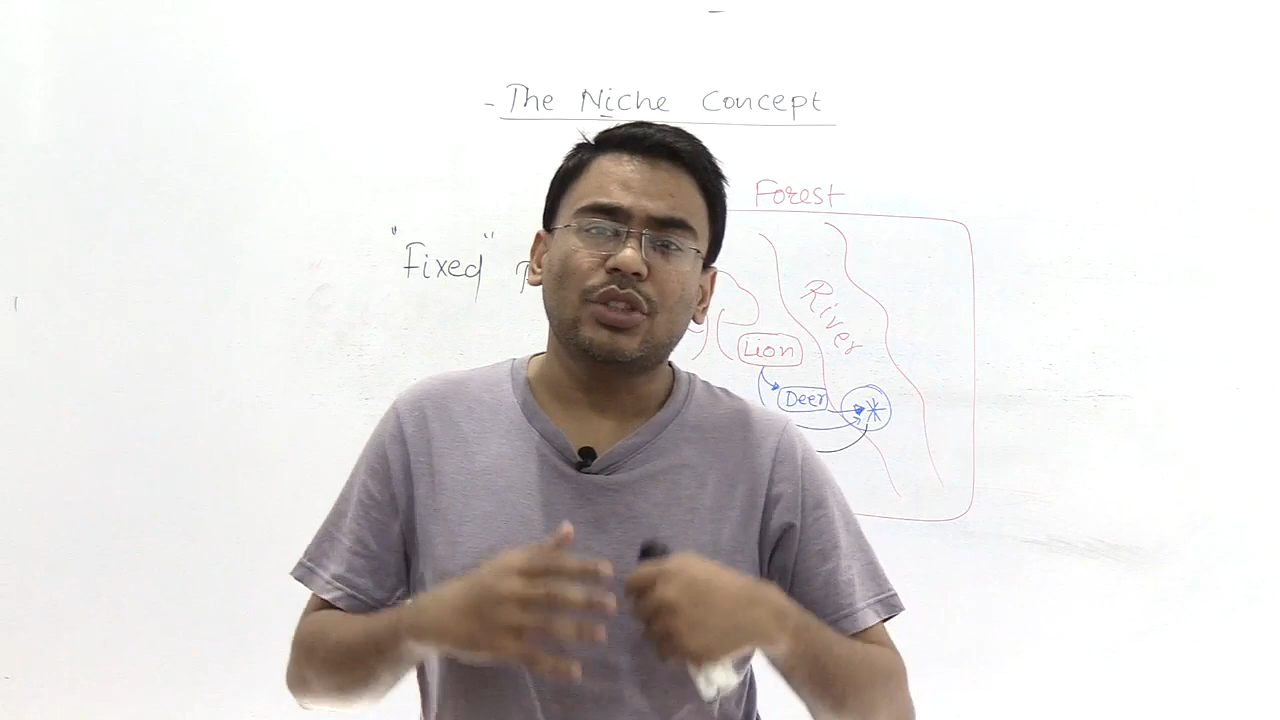 - The Niche Concept
Forest
"Fixed"
River
Lion
Deer